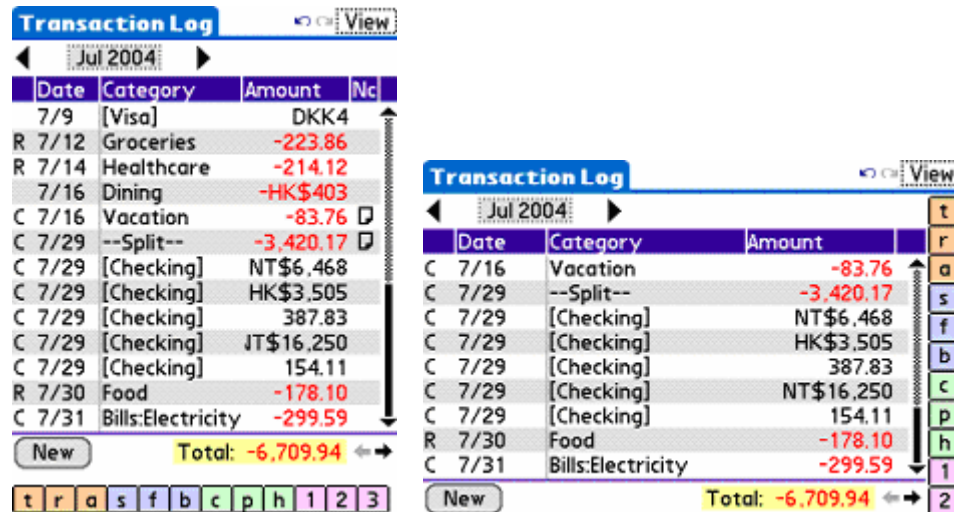 Transaction Log View
Jul 2004
Date Category Amount Nc
7/9 [Visa] DKK4
R 7/12 Groceries -223.86
R 7/14 Healthcare -214.12
7/16 Dining -HK$403
C 7/16 Vacation -83.76
C 7/29 --Split-- -3,420.17
C 7/29 [Checking] NT$6,468
C 7/29 [Checking] HK$3,505
C 7/29 [Checking] 387.83
C 7/29 [Checking] JT$16,250
C 7/29 [Checking] 154.11
R 7/30 Food -178.10
C 7/31 Bills:Electricity -299.59
New Total: -6,709.94
t r a s f b c p h 1 2 3
Transaction Log View
Jul 2004 t
Date Category Amount r
C 7/16 Vacation -83.76 a
C 7/29 --Split-- -3,420.17 s
C 7/29 [Checking] NT$6,468
C 7/29 [Checking] HK$3,505 f
C 7/29 [Checking] 387.83 b
C 7/29 [Checking] NT$16,250 c
C 7/29 [Checking] 154.11 p
R 7/30 Food -178.10 h
C 7/31 Bills:Electricity -299.59 1
New Total: -6,709.94 2